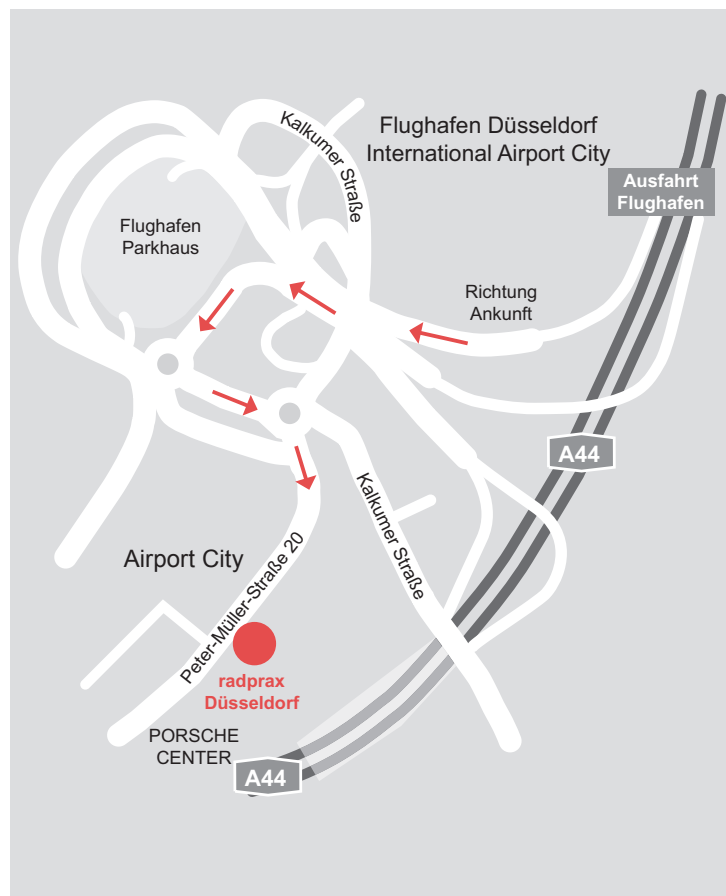 Kalkumer Straße
Flughafen Düsseldorf
International Airport City
Ausfahrt
Flughafen
Flughafen
Parkhaus
Richtung
Ankunft
A44
Kalkumer Straße
Airport City
Peter-Müller-Straße 20
radprax
Düsseldorf
PORSCHE
CENTER
A44